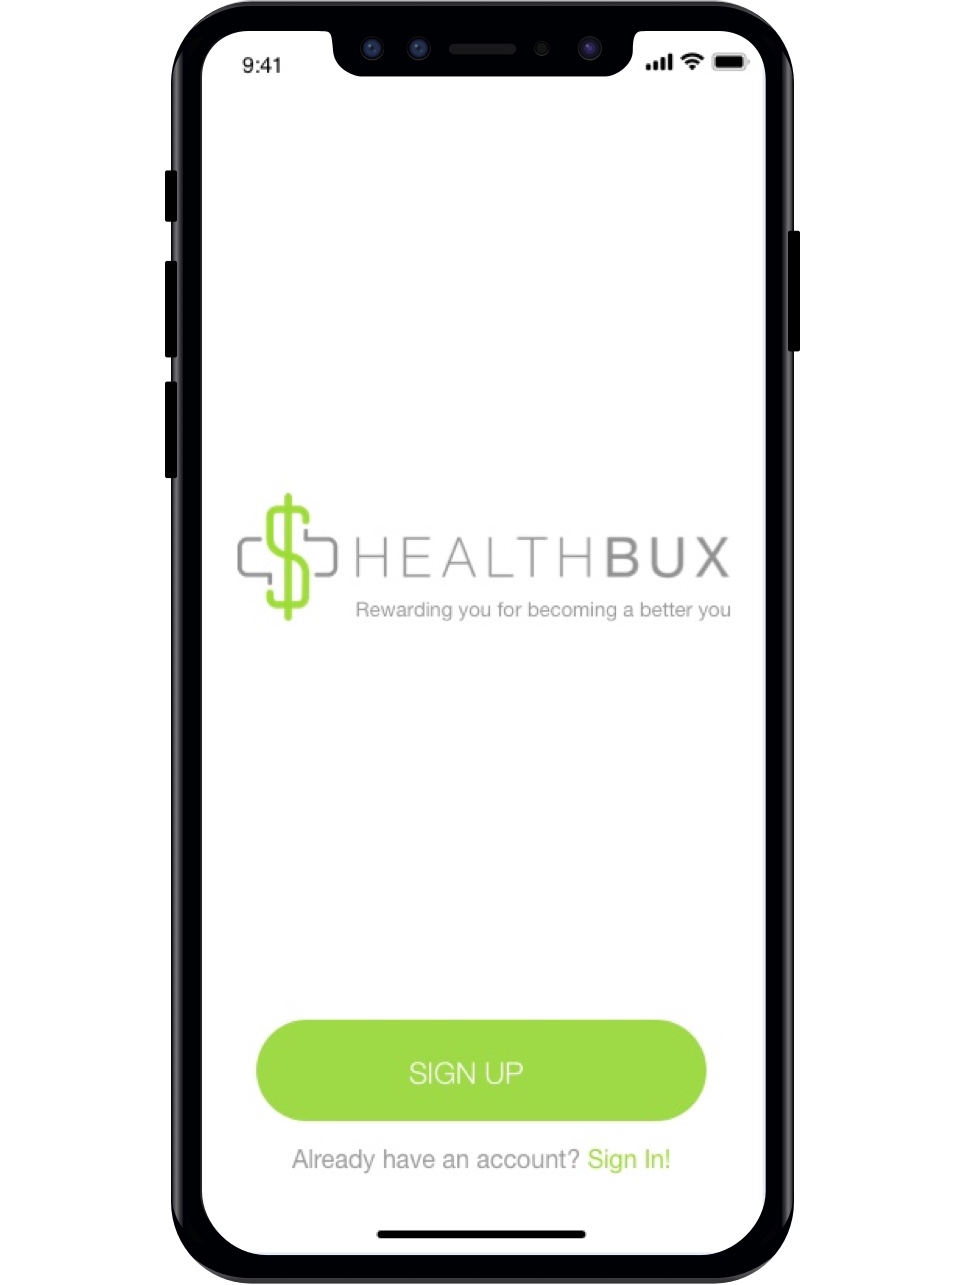 9:41
HEALTHBUX
Rewarding you for becoming a better you
SIGN UP
Already have an account? Sign In!